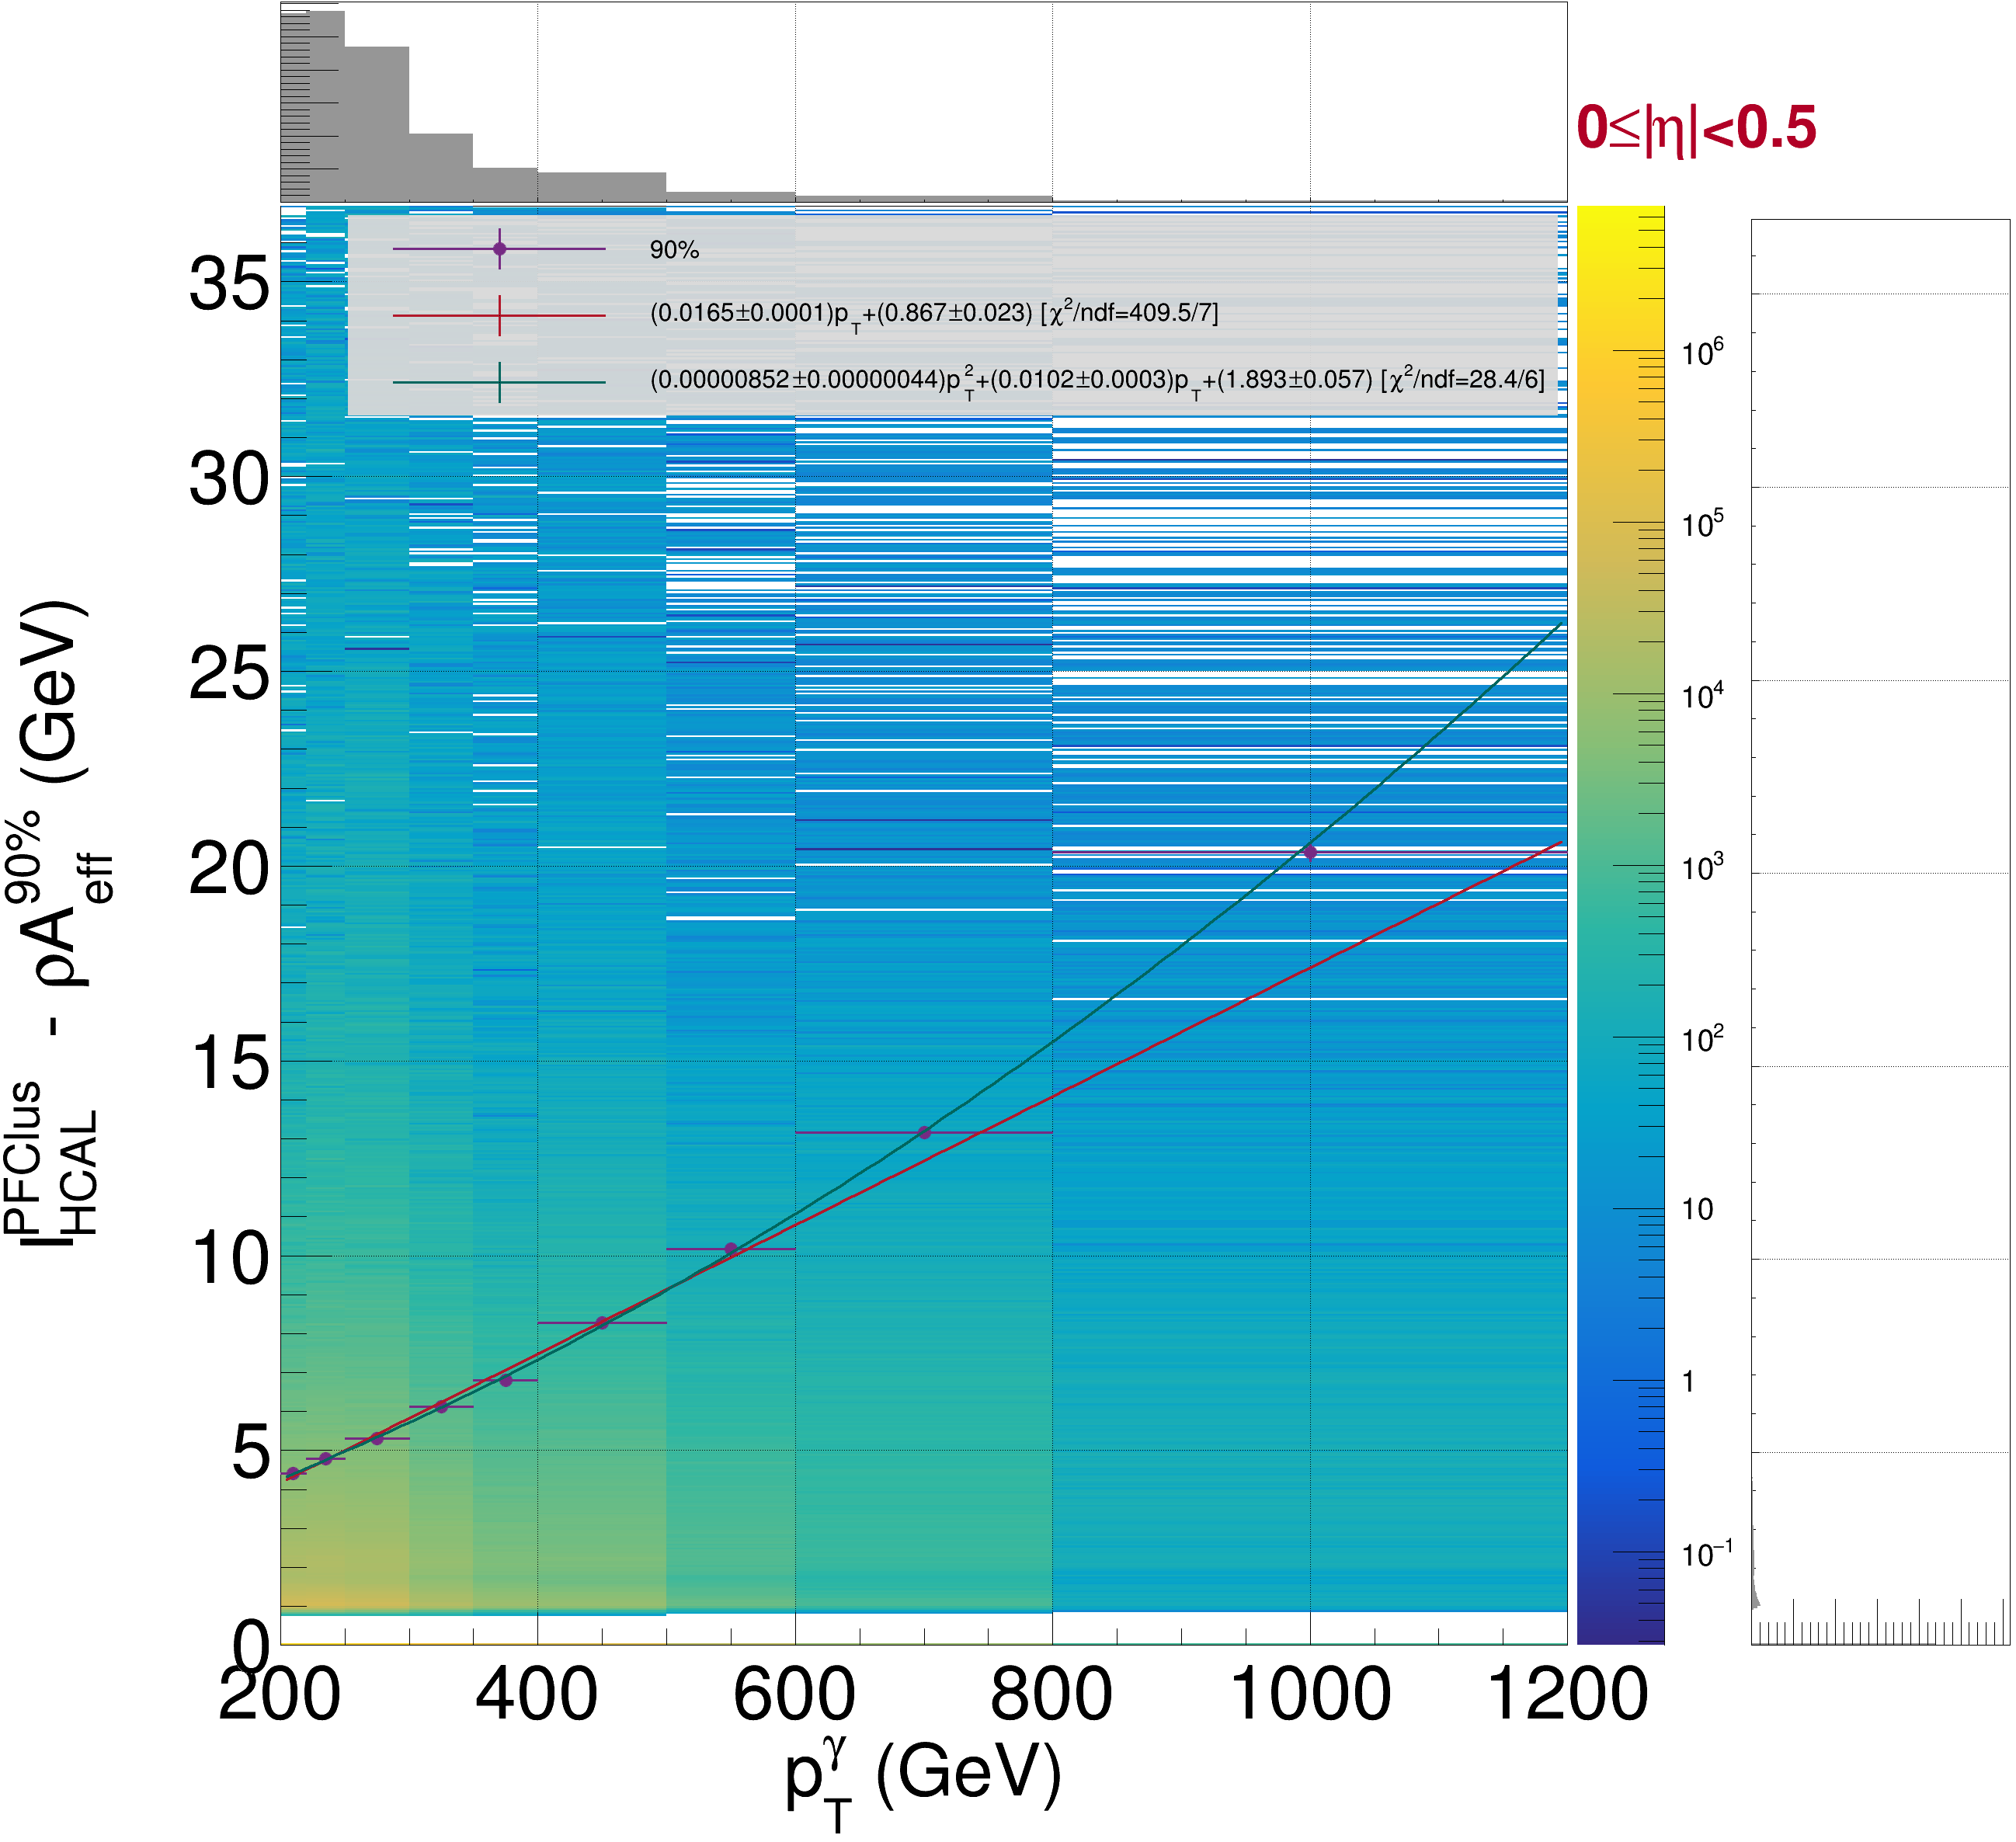 0≤|η|<0.5
90%
(0.0165±0.0001)p_T+(0.867±0.023) [χ²/ndf=409.5/7]
(0.00000852±0.00000044)p_T²+(0.0102±0.0003)p_T+(1.893±0.057) [χ²/ndf=28.4/6]
I_HCAL^PFClus - ρA_eff^90% (GeV)
35
30
25
20
15
10
5
0
200 400 600 800 1000 1200
p_T^γ (GeV)
10⁶
10⁵
10⁴
10³
10²
10
1
10⁻¹